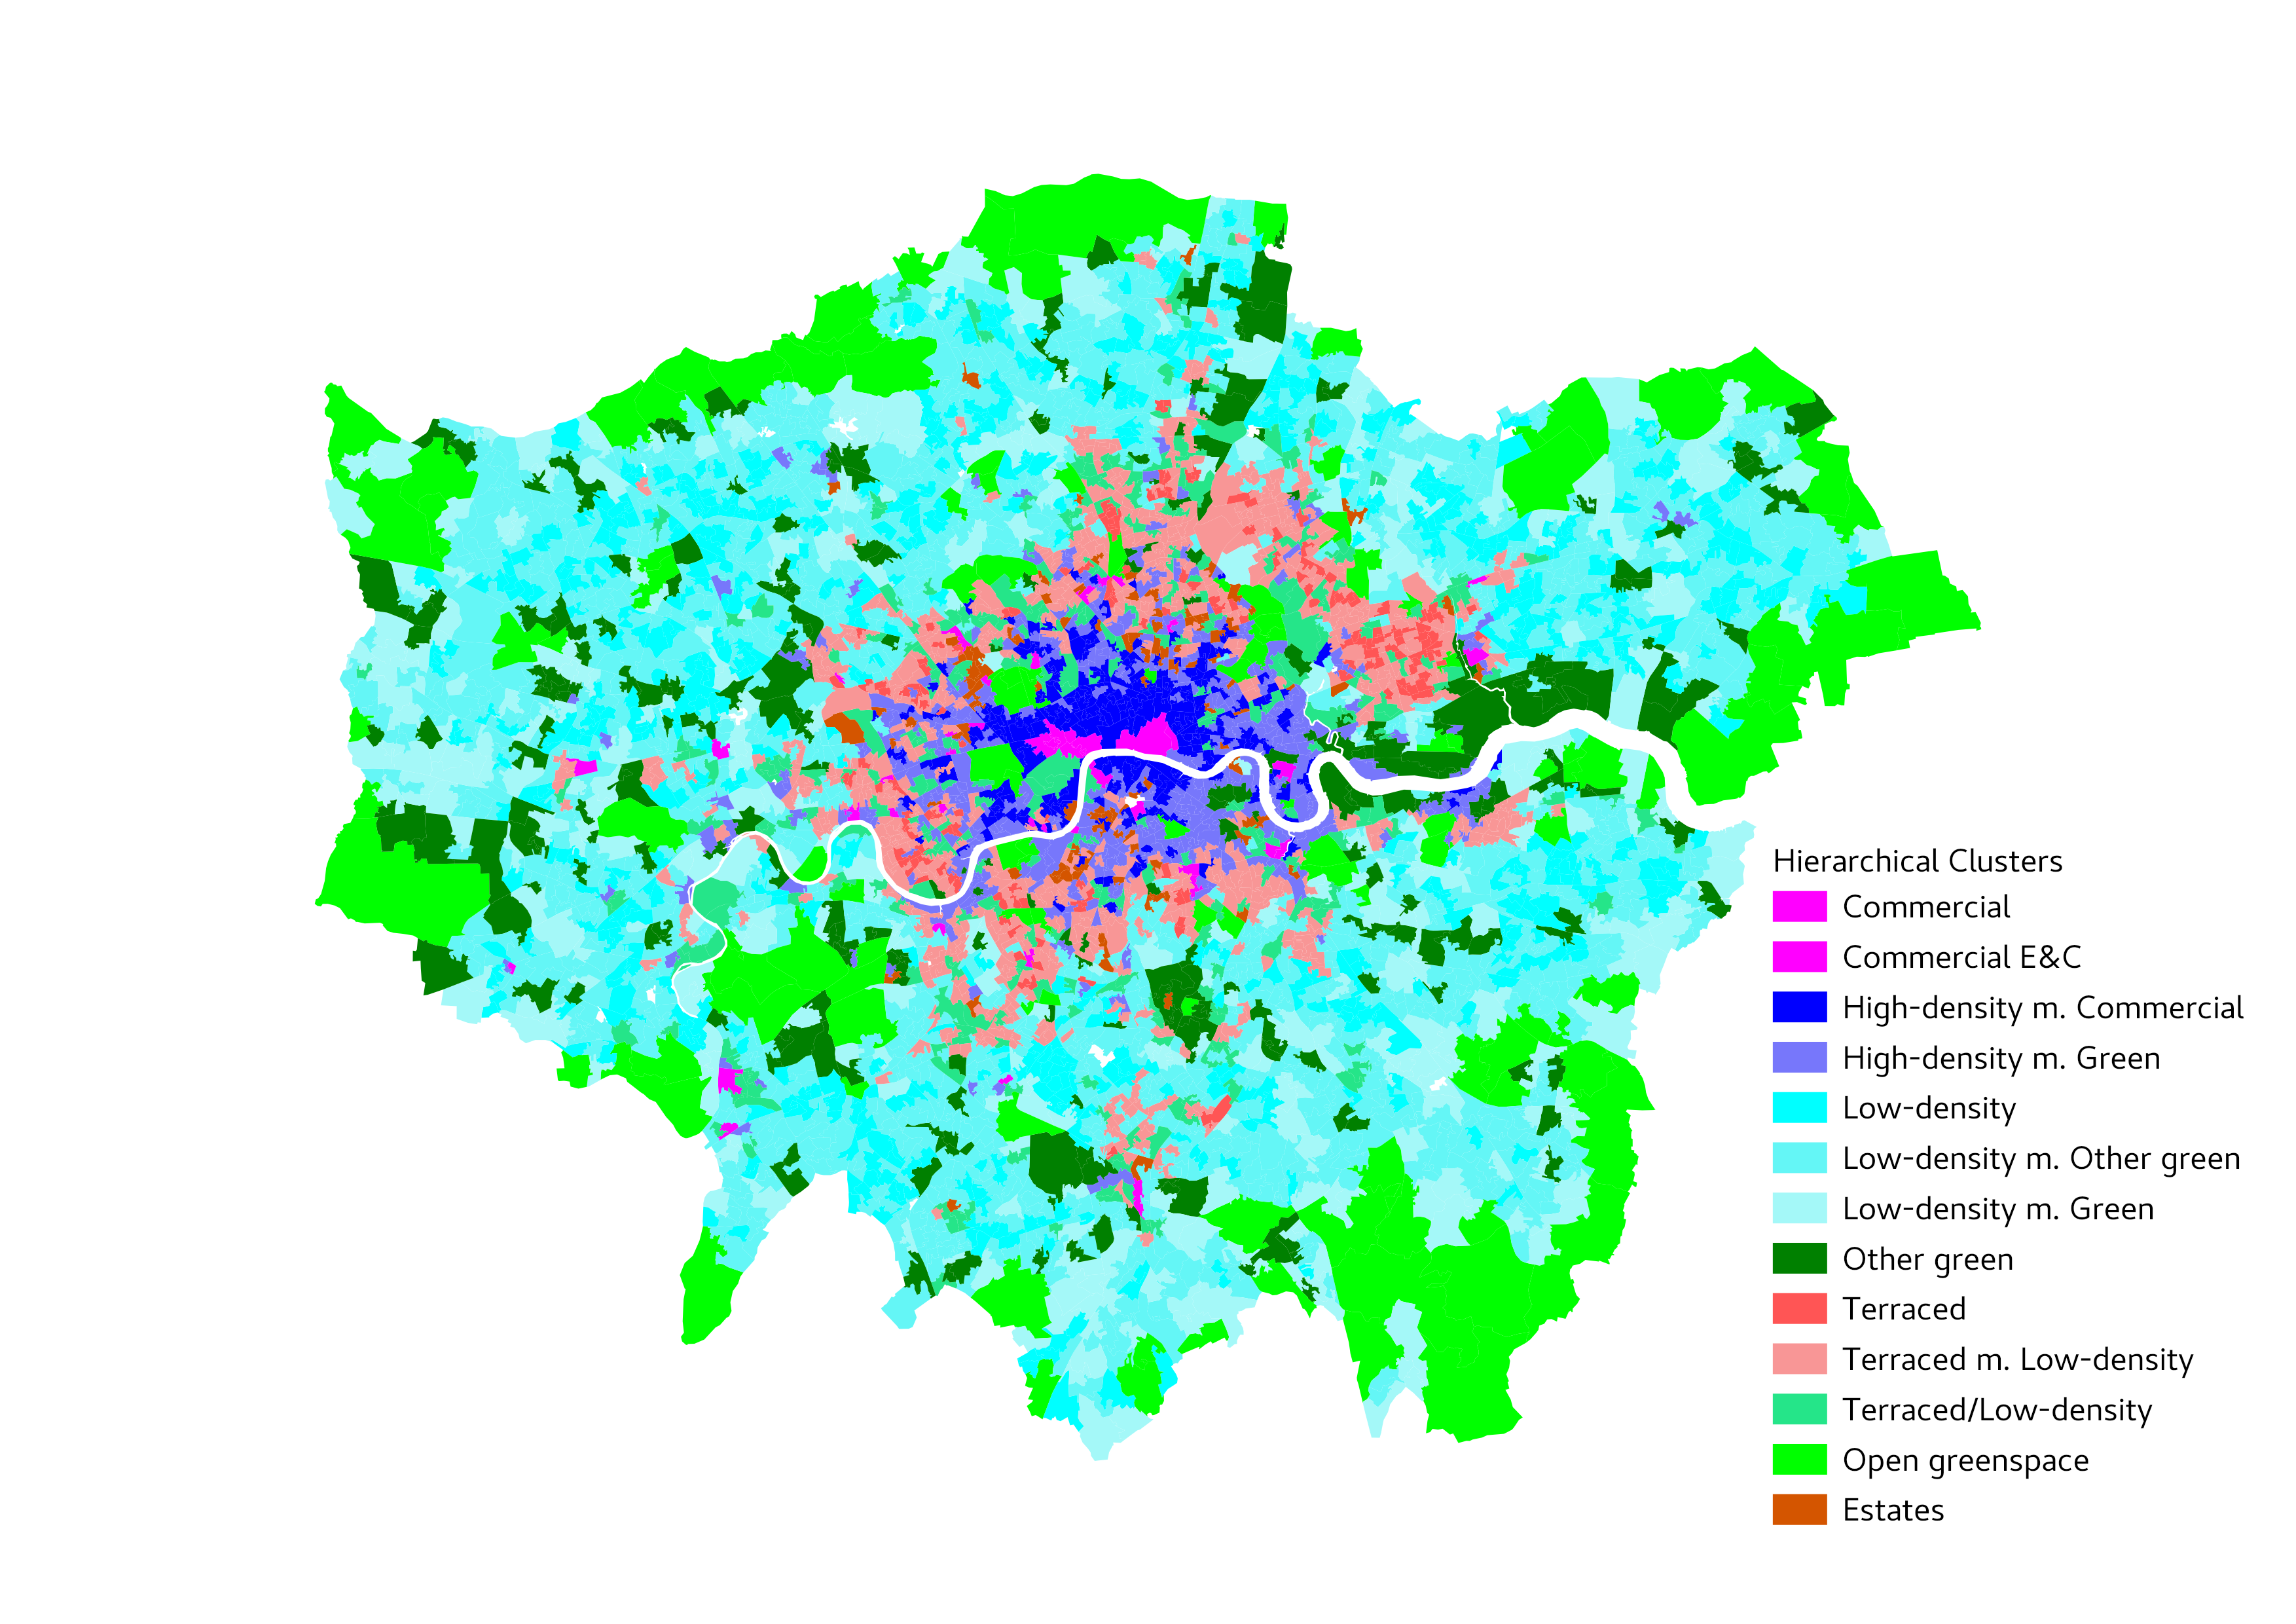 Hierarchical Clusters
Commercial
Commercial E&C
High-density m. Commercial
High-density m. Green
Low-density
Low-density m. Other green
Low-density m. Green
Other green
Terraced
Terraced m. Low-density
Terraced/Low-density
Open greenspace
Estates